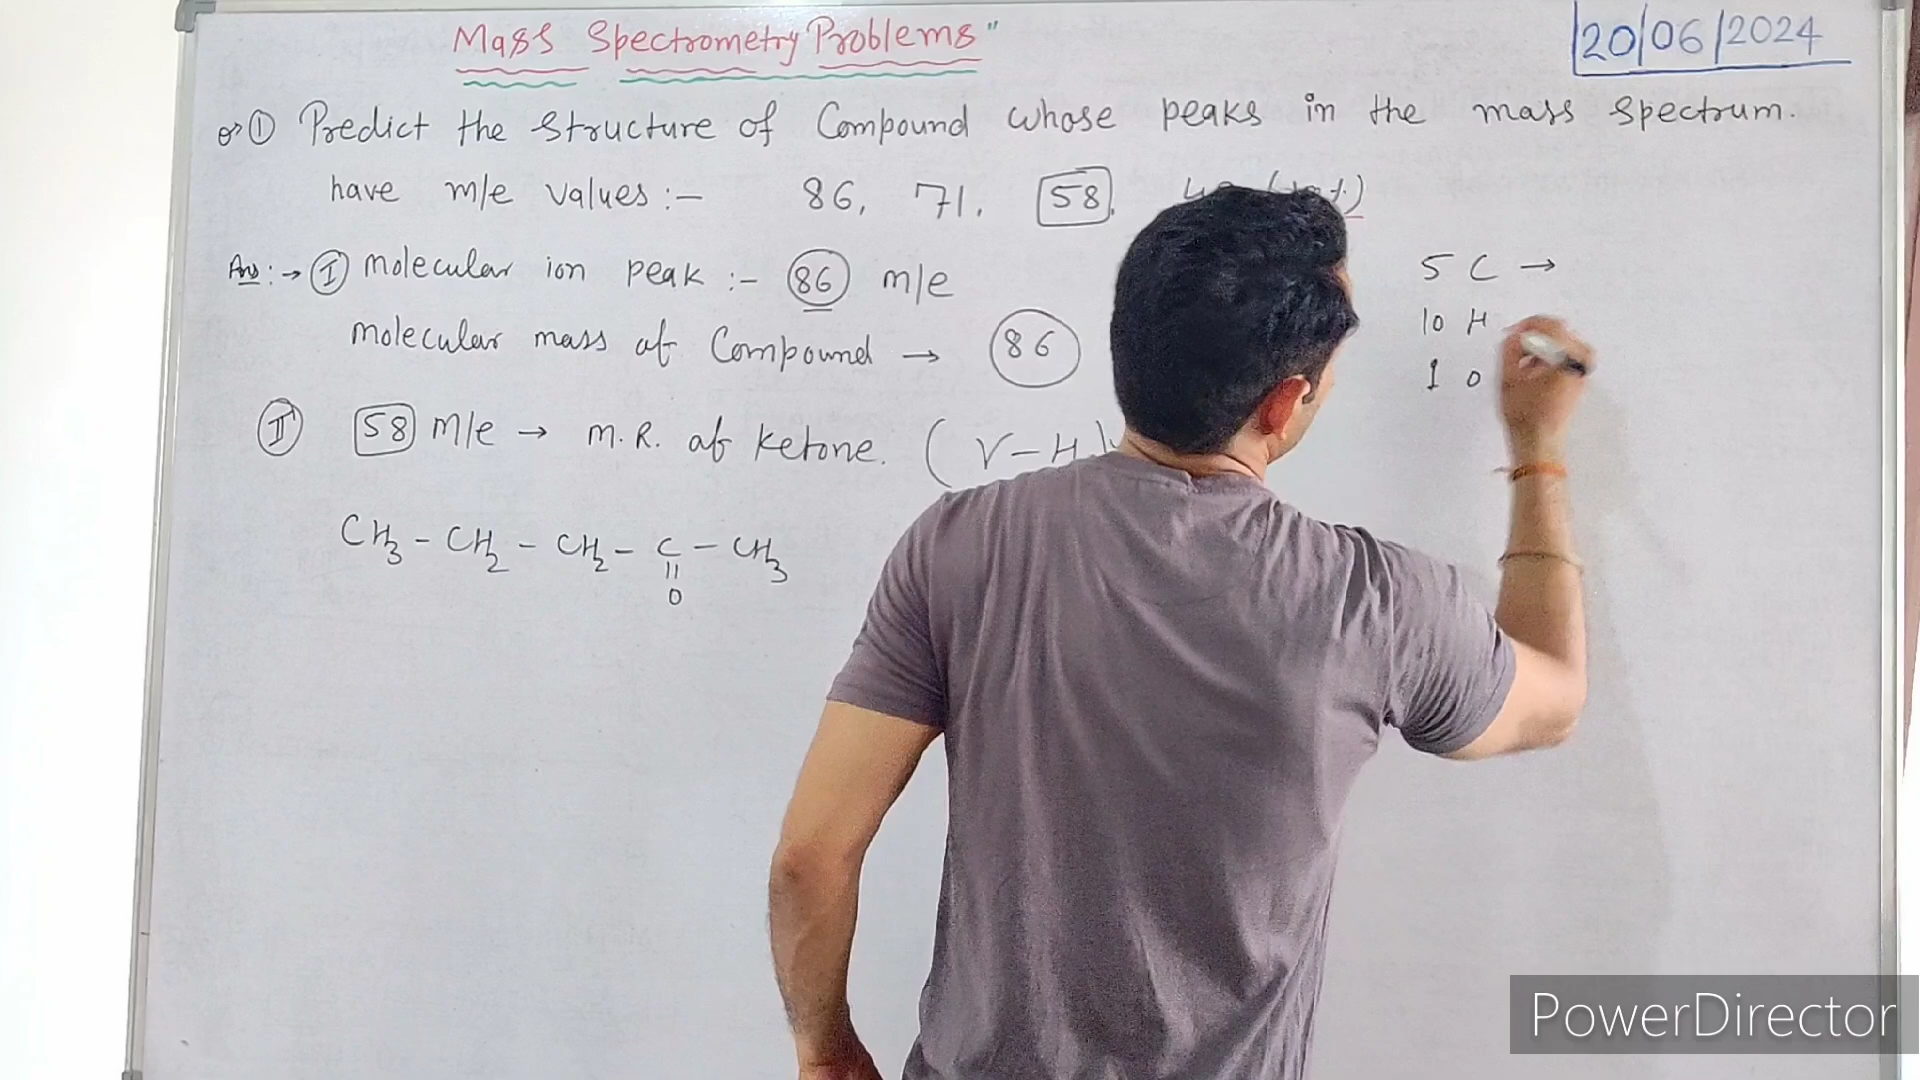 Mass Spectrometry Problems"
20/06/2024
① Predict the structure of Compound whose peaks in the mass spectrum.
have m/e values :- 86, 71, 58,
Ans :→ (I) molecular ion peak :- 86 m/e
molecular mass of Compound → 86
5 C →
10 H
1 O
(I) 58 m/e → M.R. of Ketone. (γ-H)
CH3 - CH2 - CH2 - C - CH3
||
O
PowerDirector